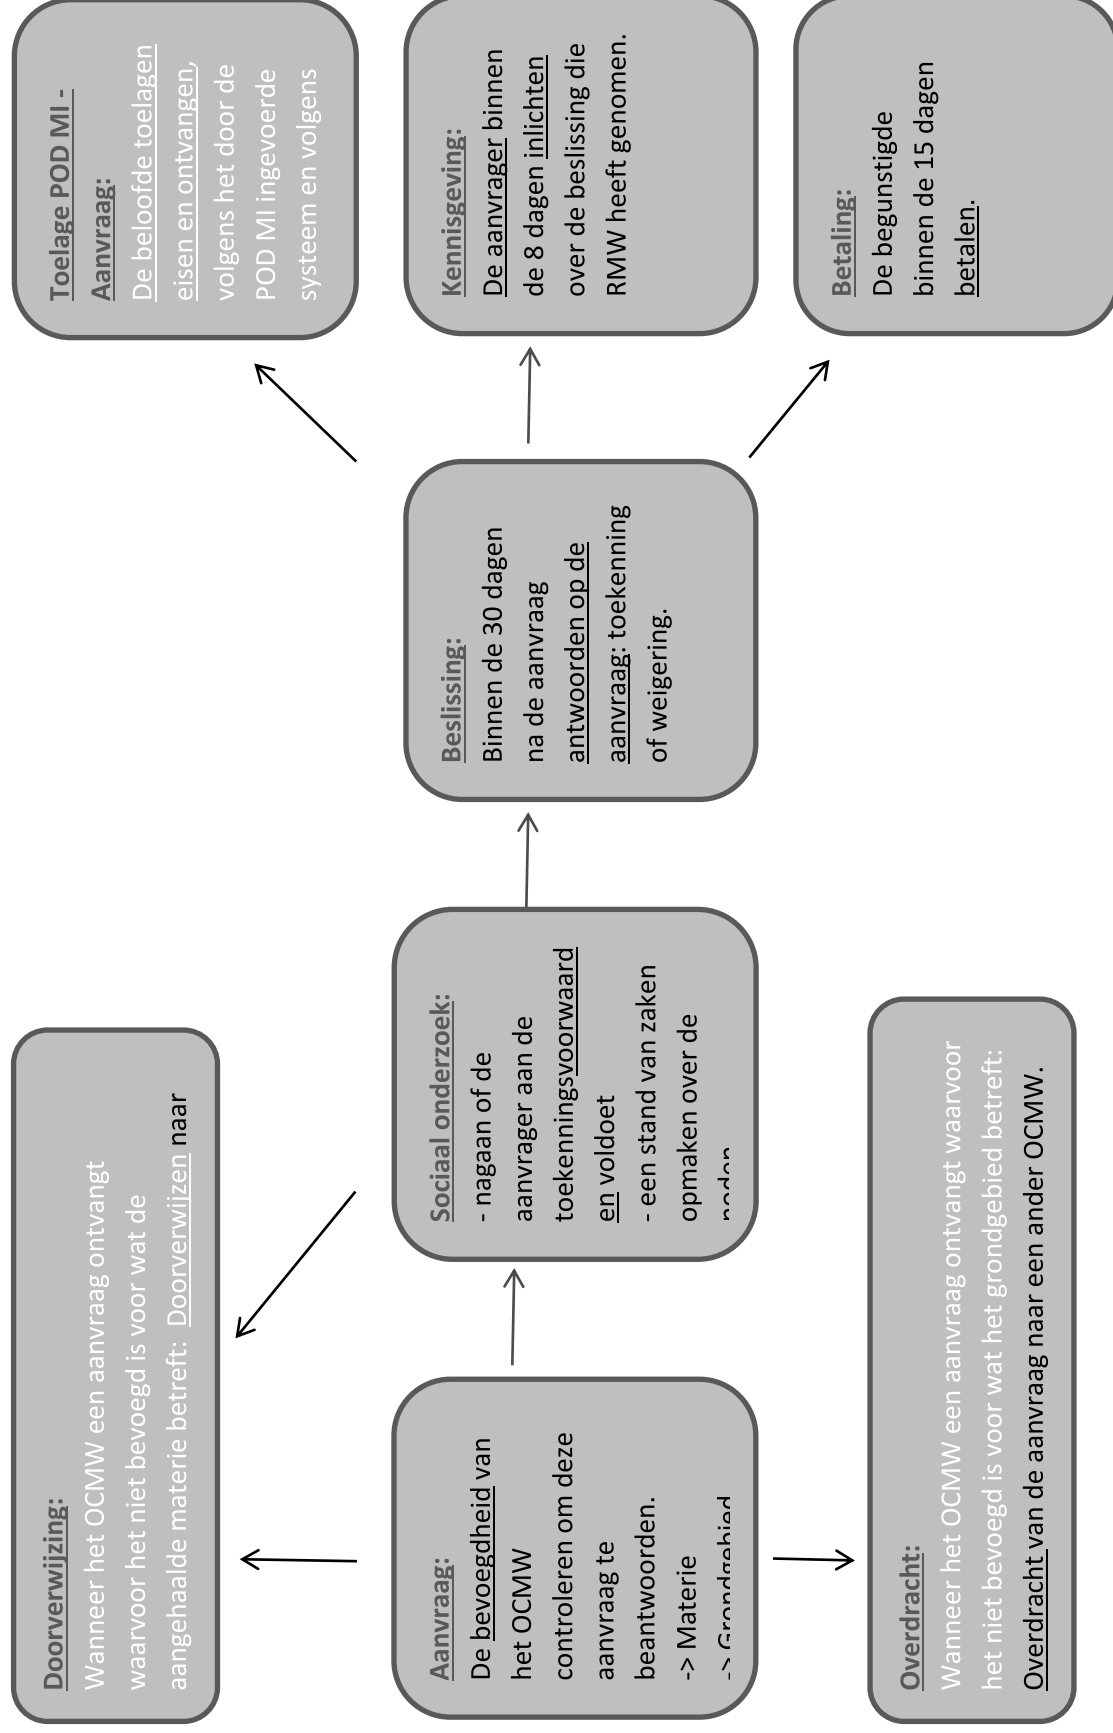 Doorverwijzing:
Wanneer het OCMW een aanvraag ontvangt
waarvoor het niet bevoegd is voor wat de
aangehaalde materie betreft: Doorverwijzen naar
Aanvraag:
De bevoegdheid van
het OCMW
controleren om deze
aanvraag te
beantwoorden.
-> Materie
-> Grondgebied
Overdracht:
Wanneer het OCMW een aanvraag ontvangt waarvoor
het niet bevoegd is voor wat het grondgebied betreft:
Overdracht van de aanvraag naar een ander OCMW.
Sociaal onderzoek:
- nagaan of de
aanvrager aan de
toekenningsvoorwaard
en voldoet
- een stand van zaken
opmaken over de
noden
Beslissing:
Binnen de 30 dagen
na de aanvraag
antwoorden op de
aanvraag: toekenning
of weigering.
Toelage POD MI -
Aanvraag:
De beloofde toelagen
eisen en ontvangen,
volgens het door de
POD MI ingevoerde
systeem en volgens
Kennisgeving:
De aanvrager binnen
de 8 dagen inlichten
over de beslissing die
RMW heeft genomen.
Betaling:
De begunstigde
binnen de 15 dagen
betalen.